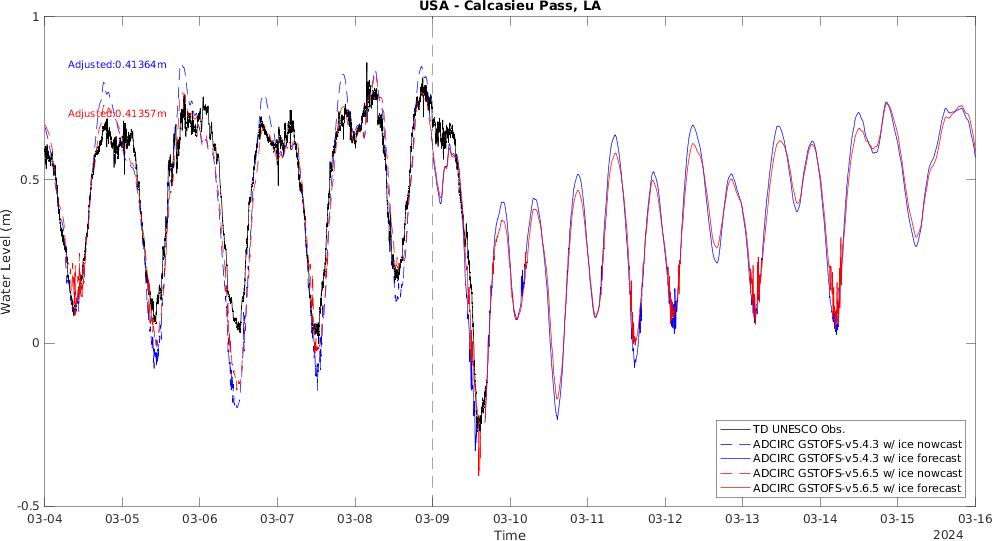 USA - Calcasieu Pass, LA
1
Adjusted:0.41364m
Adjusted:0.41357m
0.5
Water Level (m)
0
TD UNESCO Obs.
ADCIRC GSTOFS-v5.4.3 w/ ice nowcast
ADCIRC GSTOFS-v5.4.3 w/ ice forecast
ADCIRC GSTOFS-v5.6.5 w/ ice nowcast
ADCIRC GSTOFS-v5.6.5 w/ ice forecast
-0.5
03-04 03-05 03-06 03-07 03-08 03-09 03-10 03-11 03-12 03-13 03-14 03-15 03-16
Time
2024